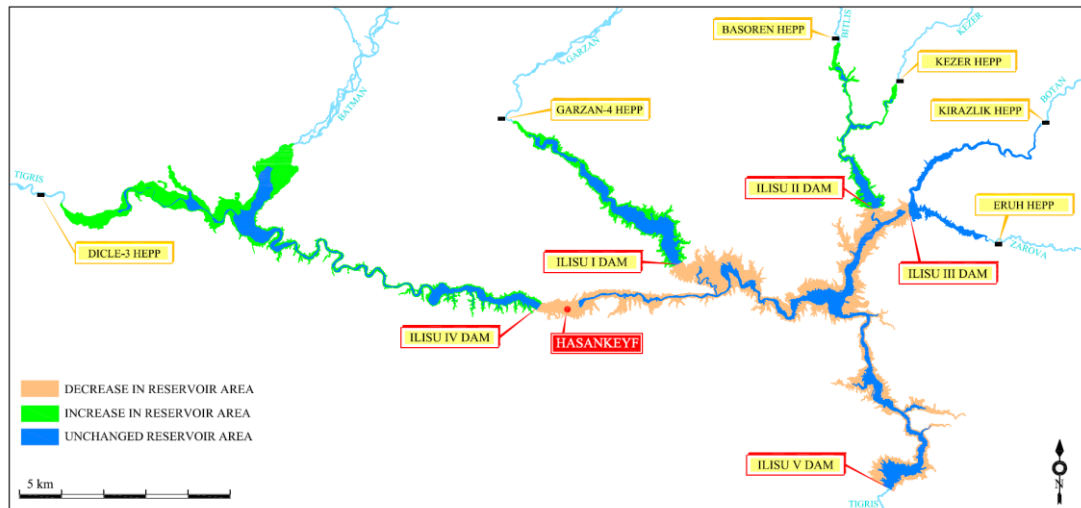 BASOREN HEPP
BITLIS
KEZER
KEZER HEPP
GARZAN
BATMAN
GARZAN-4 HEPP
KIRAZLIK HEPP
BOTAN
TIGRIS
ILISU II DAM
ERUH HEPP
ZAROVA
DICLE-3 HEPP
ILISU I DAM
ILISU III DAM
ILISU IV DAM
HASANKEYF
DECREASE IN RESERVOIR AREA
INCREASE IN RESERVOIR AREA
UNCHANGED RESERVOIR AREA
ILISU V DAM
5 km
TIGRIS
N